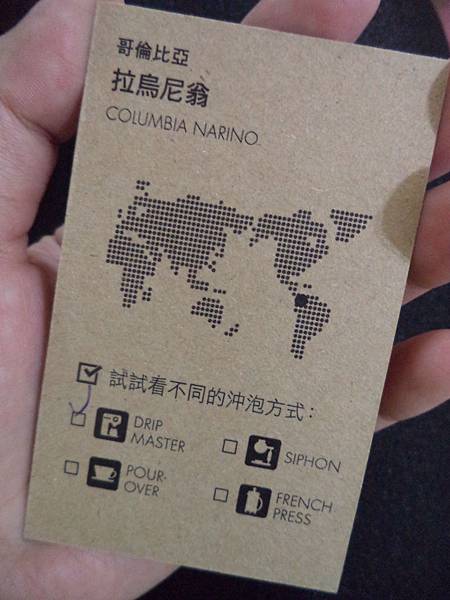 哥倫比亞
拉烏尼翁
COLUMBIA NARINO
試試看不同的沖泡方式：
DRIP
MASTER
SIPHON
POUR-
OVER
FRENCH
PRESS